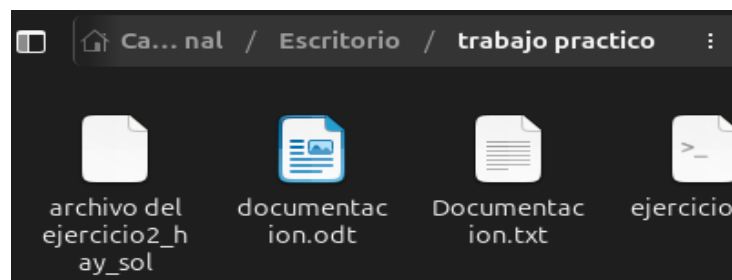 Ca... nal / Escritorio / trabajo practico
archivo del documentac Documentac ejercicio
ejercicio2_h ion.odt ion.txt
ay_sol